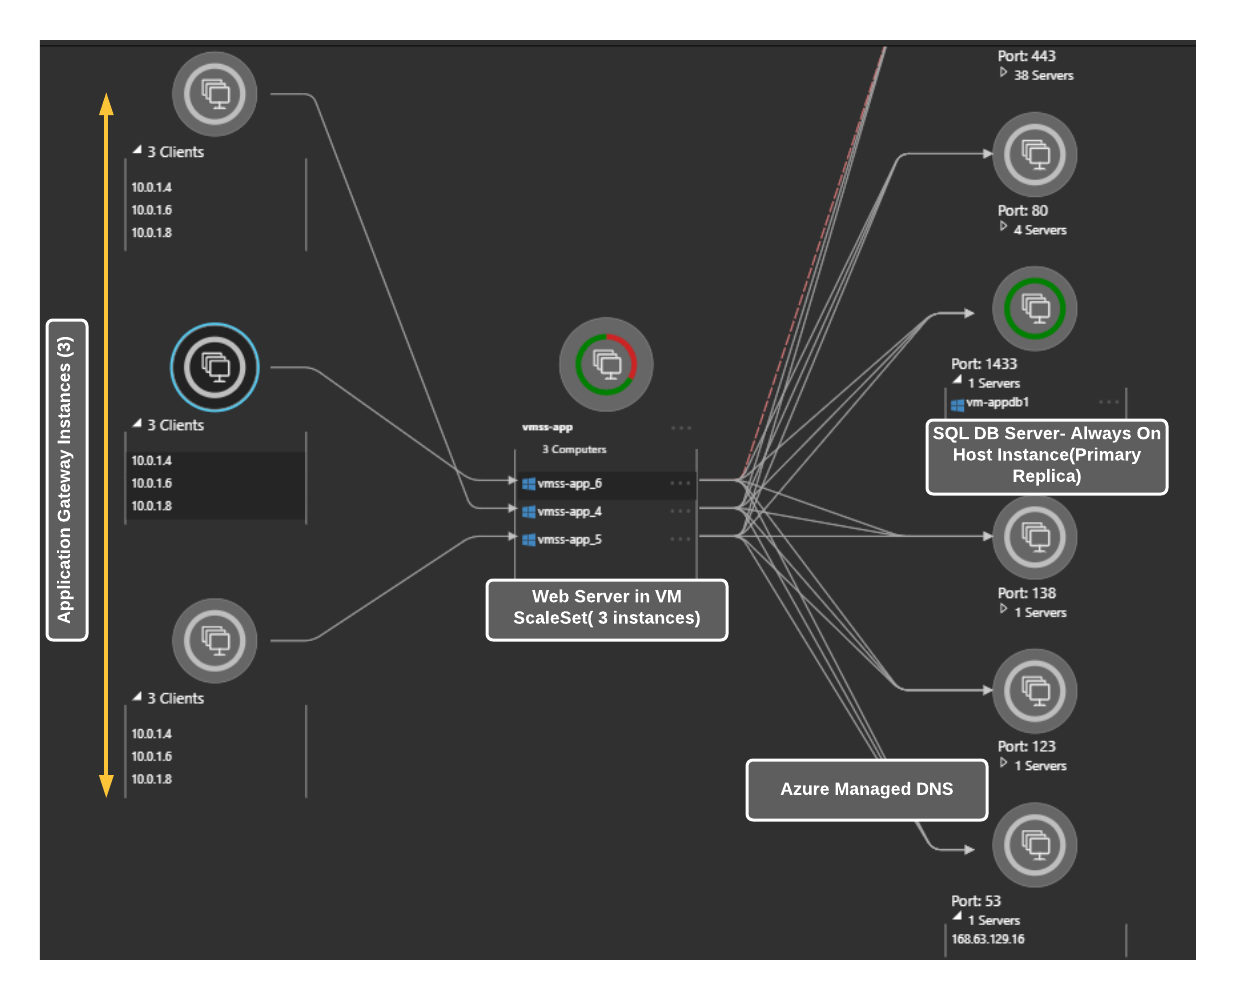 Application Gateway Instances (3)
3 Clients
10.0.1.4
10.0.1.6
10.0.1.8
3 Clients
10.0.1.4
10.0.1.6
10.0.1.8
3 Clients
10.0.1.4
10.0.1.6
10.0.1.8
vmss-app
3 Computers
vmss-app_6
vmss-app_4
vmss-app_5
Web Server in VM
ScaleSet( 3 instances)
Port: 443
38 Servers
Port: 80
4 Servers
Port: 1433
1 Servers
vm-appdb1
SQL DB Server- Always On
Host Instance(Primary
Replica)
Port: 138
1 Servers
Port: 123
1 Servers
Azure Managed DNS
Port: 53
1 Servers
168.63.129.16